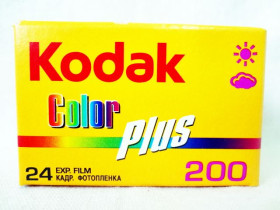 Kodak
Color
plus
24 EXP. FILM
КАДР. ФОТОПЛЕНКА
200